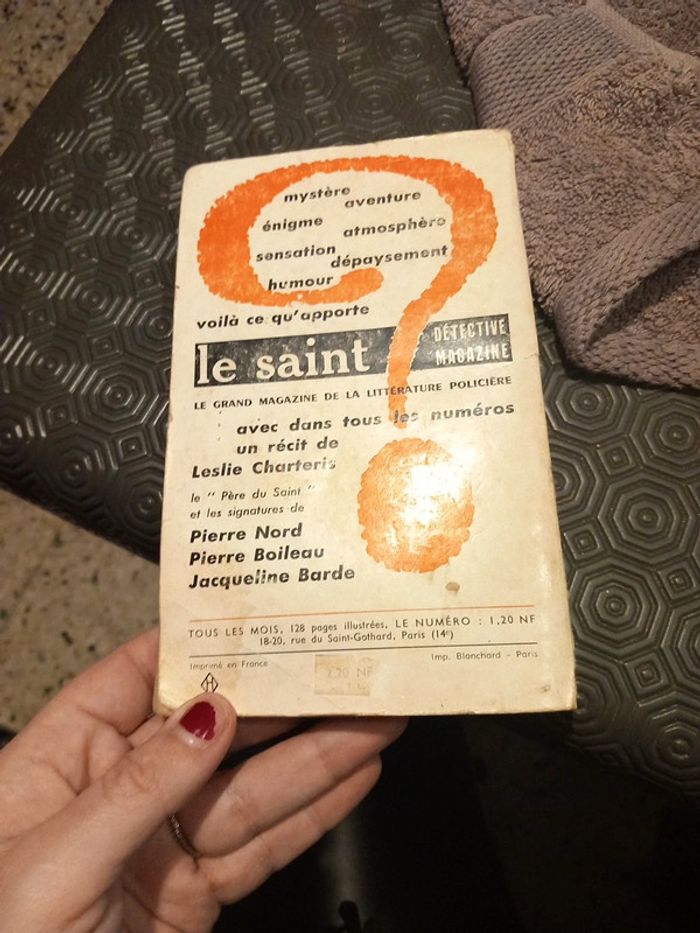 mystère
aventure
énigme
atmosphère
sensation
dépaysement
humour
voilà ce qu'apporte
le saint DÉTECTIVE MAGAZINE
LE GRAND MAGAZINE DE LA LITTÉRATURE POLICIÈRE
avec dans tous les numéros
un récit de
Leslie Charteris
le " Père du Saint "
et les signatures de
Pierre Nord
Pierre Boileau
Jacqueline Barde
TOUS LES MOIS, 128 pages illustrées, LE NUMÉRO : 1,20 NF
18-20, rue du Saint-Gothard, Paris (14e)
Imprimé en France
Imp. Blanchard - Paris
2.20 NF